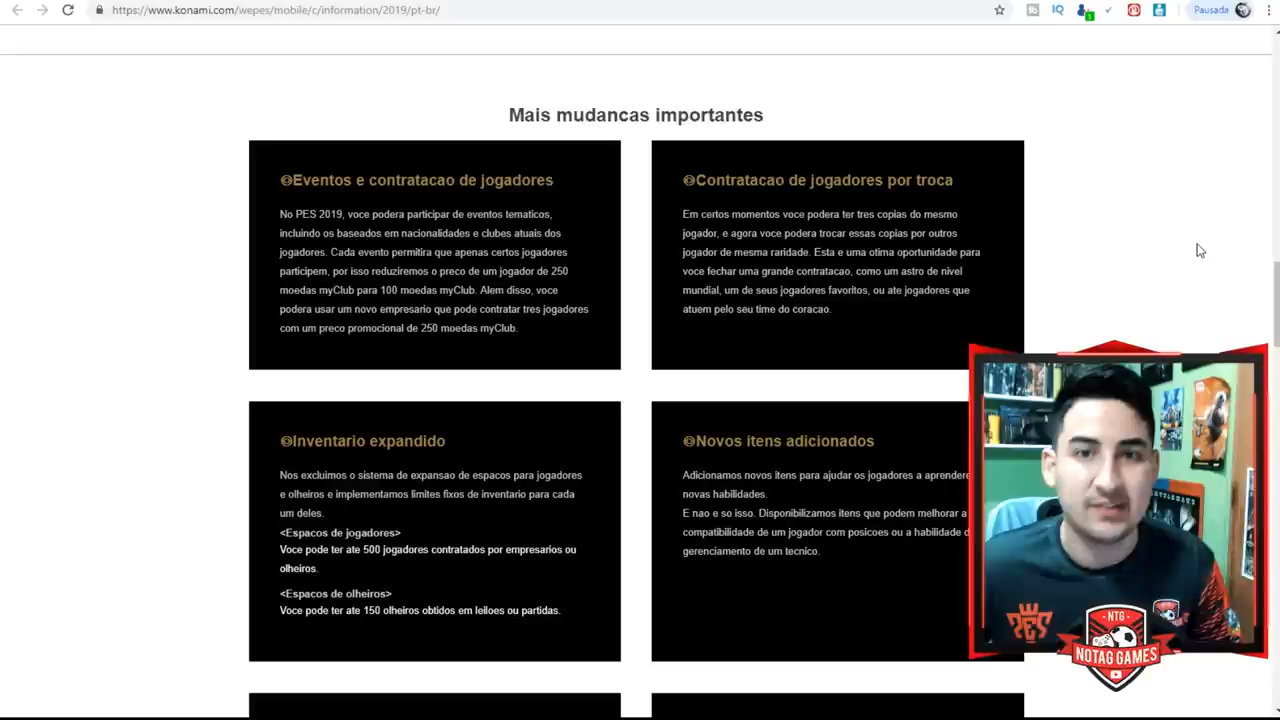 https://www.konami.com/wepes/mobile/c/information/2019/pt-br/
Pausada
Mais mudancas importantes
Eventos e contratacao de jogadores
No PES 2019, voce podera participar de eventos tematicos,
incluindo os baseados em nacionalidades e clubes atuais dos
jogadores. Cada evento permitira que apenas certos jogadores
participem, por isso reduziremos o preco de um jogador de 250
moedas myClub para 100 moedas myClub. Alem disso, voce
podera usar um novo empresario que pode contratar tres jogadores
com um preco promocional de 250 moedas myClub.
Contratacao de jogadores por troca
Em certos momentos voce podera ter tres copias do mesmo
jogador, e agora voce podera trocar essas copias por outros
jogador de mesma raridade. Esta e uma otima oportunidade para
voce fechar uma grande contratacao, como um astro de nivel
mundial, um de seus jogadores favoritos, ou ate jogadores que
atuem pelo seu time do coracao.
Inventario expandido
Nos excluimos o sistema de expansao de espacos para jogadores
e olheiros e implementamos limites fixos de inventario para cada
um deles.
<Espacos de jogadores>
Voce pode ter ate 500 jogadores contratados por empresarios ou
olheiros.
<Espacos de olheiros>
Voce pode ter ate 150 olheiros obtidos em leiloes ou partidas.
Novos itens adicionados
Adicionamos novos itens para ajudar os jogadores a aprendere
novas habilidades.
E nao e so isso. Disponibilizamos itens que podem melhorar a
compatibilidade de um jogador com posicoes ou a habilidade d
gerenciamento de um tecnico.
PES
NTG
NOTAG GAMES